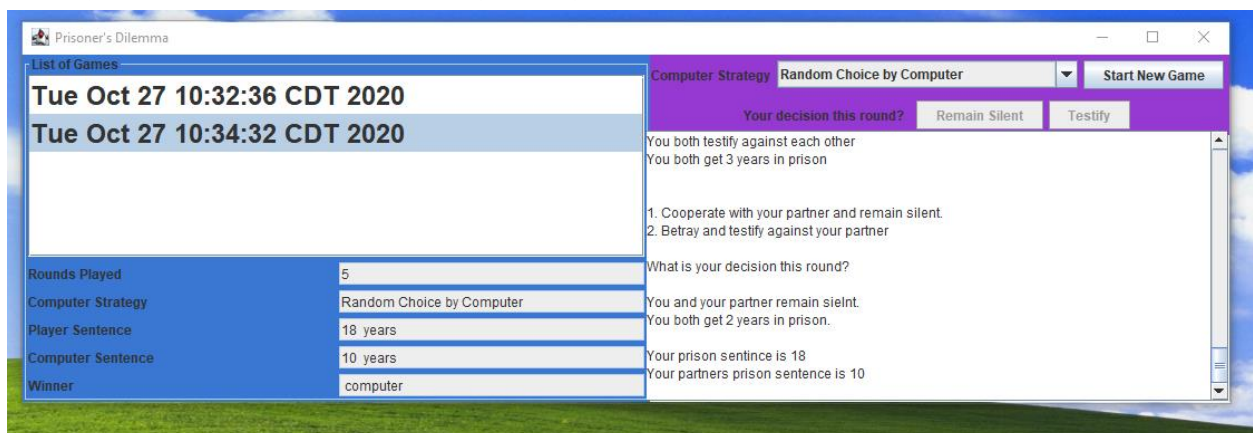 Prisoner's Dilemma
List of Games
Tue Oct 27 10:32:36 CDT 2020
Tue Oct 27 10:34:32 CDT 2020
Rounds Played 5
Computer Strategy Random Choice by Computer
Player Sentence 18 years
Computer Sentence 10 years
Winner computer
Computer Strategy Random Choice by Computer Start New Game
Your decision this round? Remain Silent Testify
You both testify against each other
You both get 3 years in prison
1. Cooperate with your partner and remain silent.
2. Betray and testify against your partner
What is your decision this round?
You and your partner remain sielnt.
You both get 2 years in prison.
Your prison sentince is 18
Your partners prison sentence is 10